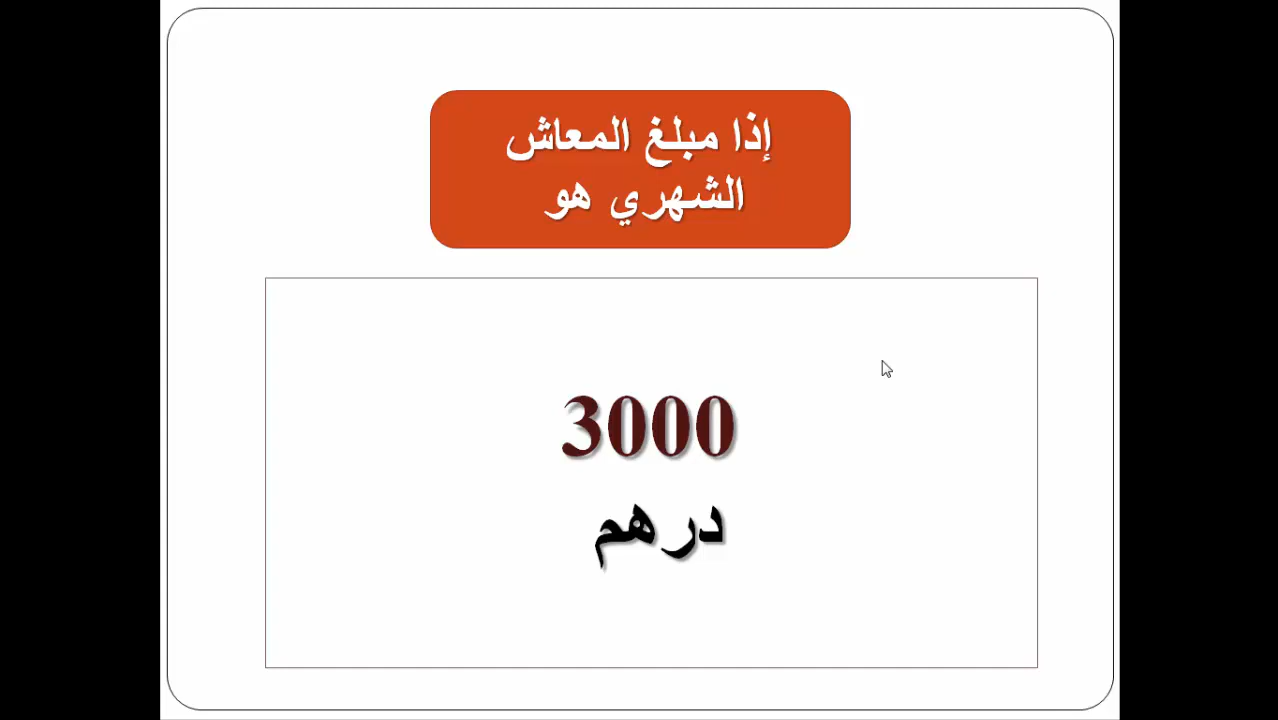 إذا مبلغ المعاش
الشهري هو
3000
درهم